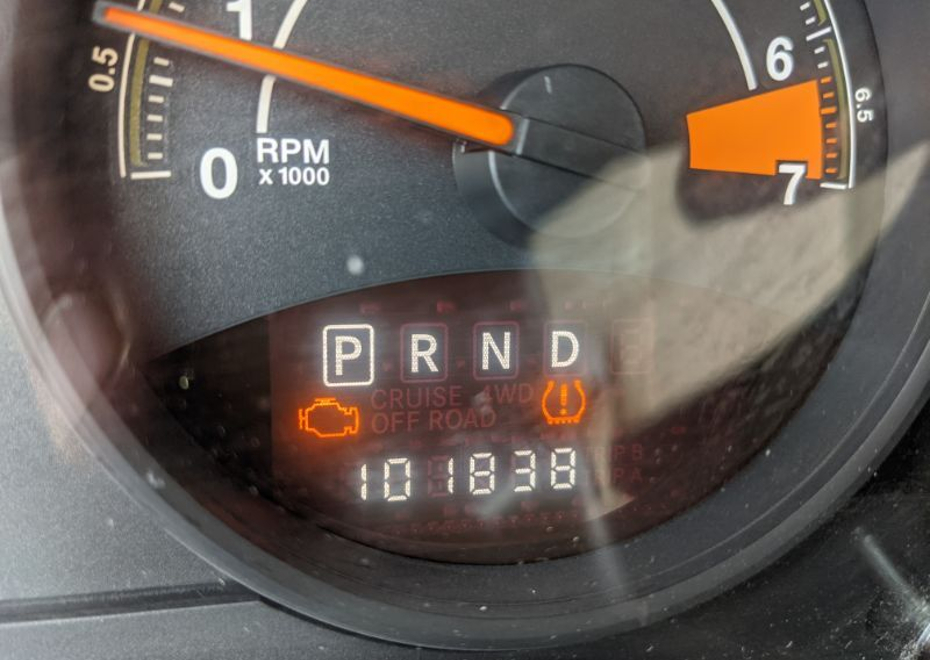 1
6
0.5
6.5
0
RPM
x 1000
7
P R N D
CRUISE 4WD
OFF ROAD
101838